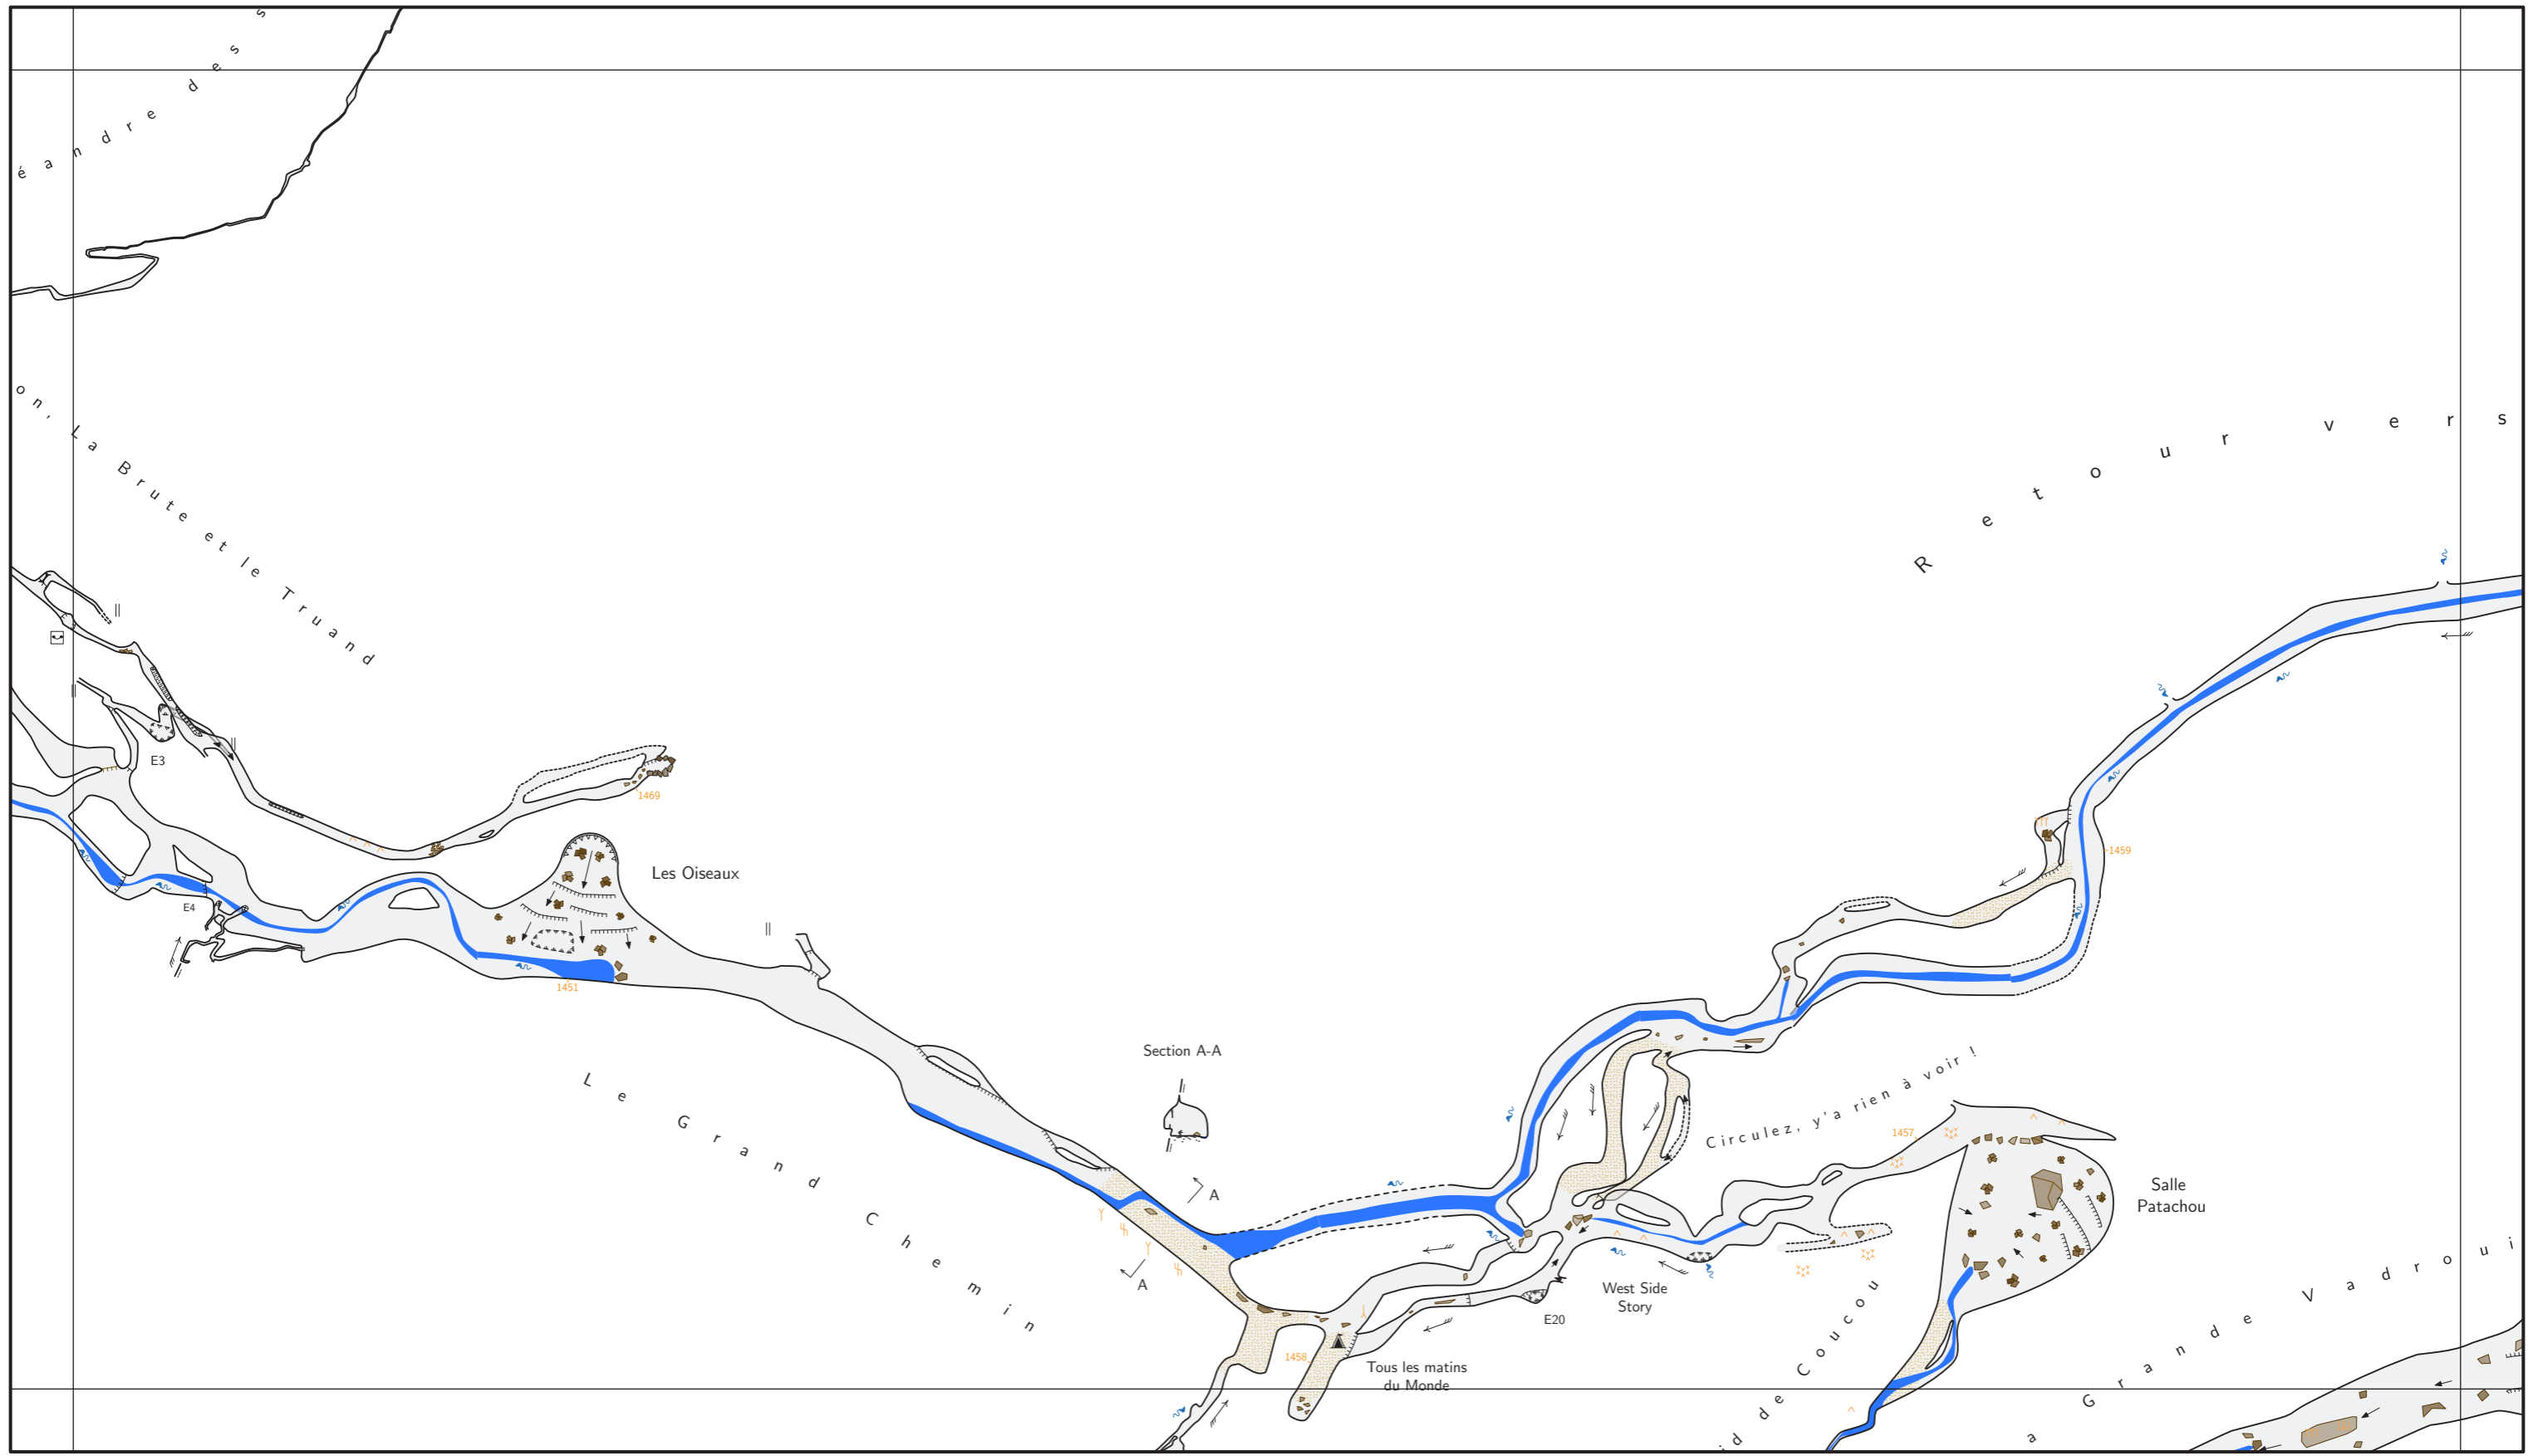 éandre des s
on, La Brute et le Truand
Retour vers
E3
1469
Les Oiseaux
1459
E4
1451
Section A-A
Le Grand Chemin
Circulez, y'a rien à voir !
1457
A
A
Salle
Patachou
West Side
Story
E20
1458
Tous les matins
du Monde
id de Coucou
a Grande Vadroui